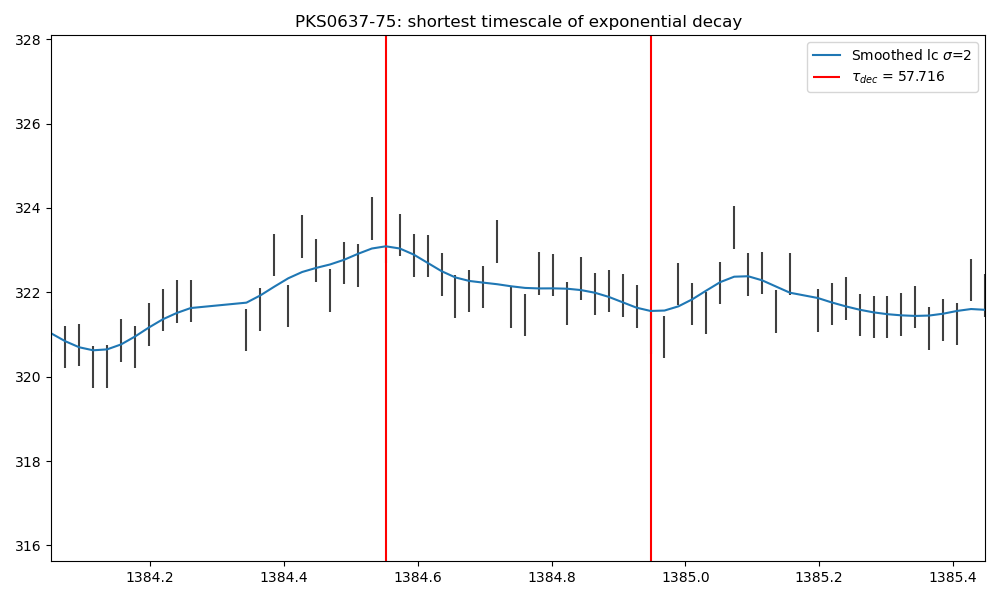 PKS0637-75: shortest timescale of exponential decay
328
326
324
322
320
318
316
Smoothed lc σ=2
τdec = 57.716
1384.2 1384.4 1384.6 1384.8 1385.0 1385.2 1385.4